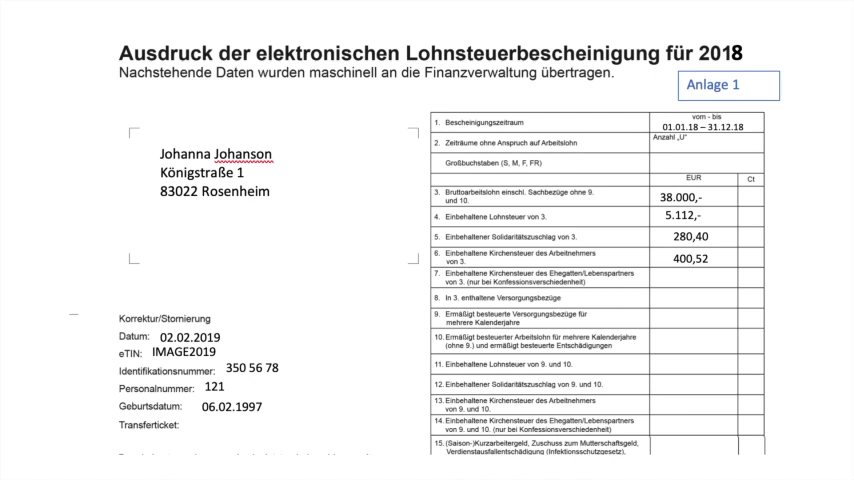 Ausdruck der elektronischen Lohnsteuerbescheinigung für 2018
Nachstehende Daten wurden maschinell an die Finanzverwaltung übertragen.
Anlage 1
Johanna Johanson
Königstraße 1
83022 Rosenheim
Korrektur/Stornierung
Datum: 02.02.2019
eTIN: IMAGE2019
Identifikationsnummer: 350 56 78
Personalnummer: 121
Geburtsdatum: 06.02.1997
Transferticket:
1. Bescheinigungszeitraum
vom - bis
01.01.18 – 31.12.18
2. Zeiträume ohne Anspruch auf Arbeitslohn
Anzahl „U“
Großbuchstaben (S, M, F, FR)
EUR Ct
3. Bruttoarbeitslohn einschl. Sachbezüge ohne 9.
und 10.
38.000,-
4. Einbehaltene Lohnsteuer von 3.
5.112,-
5. Einbehaltener Solidaritätszuschlag von 3.
280,40
6. Einbehaltene Kirchensteuer des Arbeitnehmers
von 3.
400,52
7. Einbehaltene Kirchensteuer des Ehegatten/Lebenspartners
von 3. (nur bei Konfessionsverschiedenheit)
8. In 3. enthaltene Versorgungsbezüge
9. Ermäßigt besteuerte Versorgungsbezüge für
mehrere Kalenderjahre
10. Ermäßigt besteuerter Arbeitslohn für mehrere Kalenderjahre
(ohne 9.) und ermäßigt besteuerte Entschädigungen
11. Einbehaltene Lohnsteuer von 9. und 10.
12. Einbehaltener Solidaritätszuschlag von 9. und 10.
13. Einbehaltene Kirchensteuer des Arbeitnehmers
von 9. und 10.
14. Einbehaltene Kirchensteuer des Ehegatten/Lebenspartners
von 9. und 10. (nur bei Konfessionsverschiedenheit)
15. (Saison-)Kurzarbeitergeld, Zuschuss zum Mutterschaftsgeld,
Verdienstausfallentschädigung (Infektionsschutzgesetz),